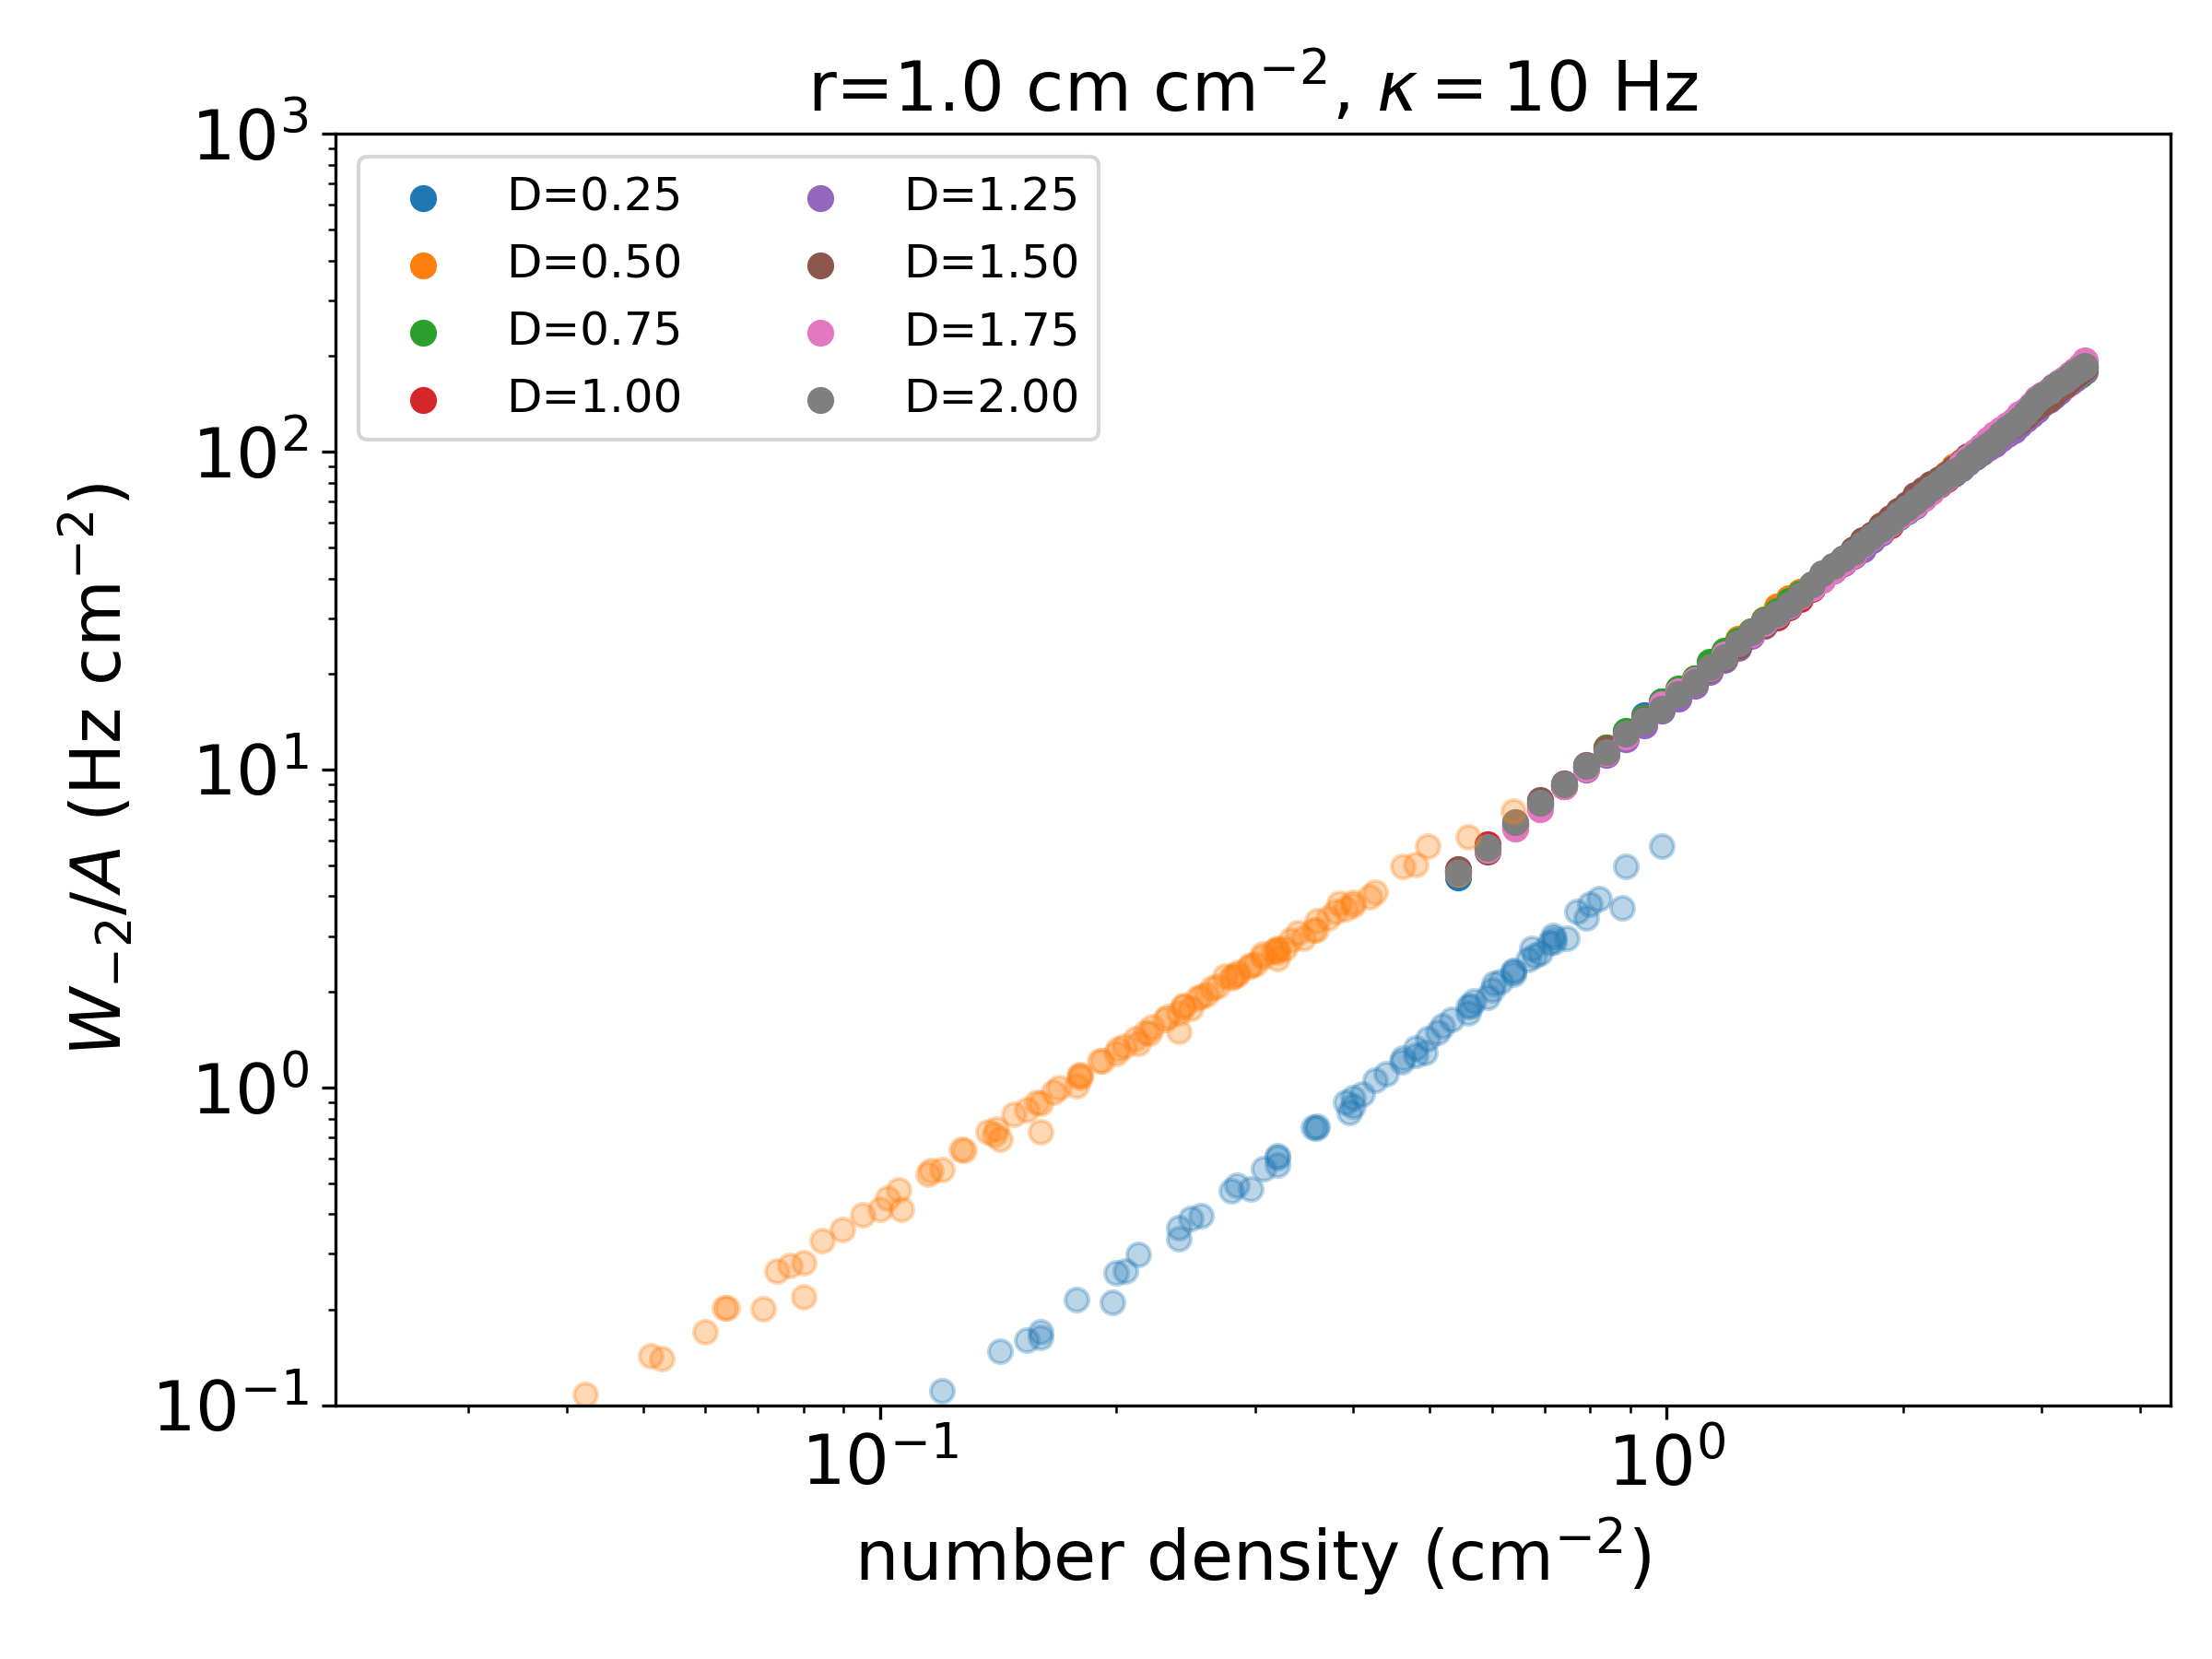 r=1.0 cm cm⁻², κ = 10 Hz
10³
10²
10¹
10⁰
10⁻¹
W₋₂/A (Hz cm⁻²)
D=0.25 D=1.25
D=0.50 D=1.50
D=0.75 D=1.75
D=1.00 D=2.00
10⁻¹ 10⁰
number density (cm⁻²)